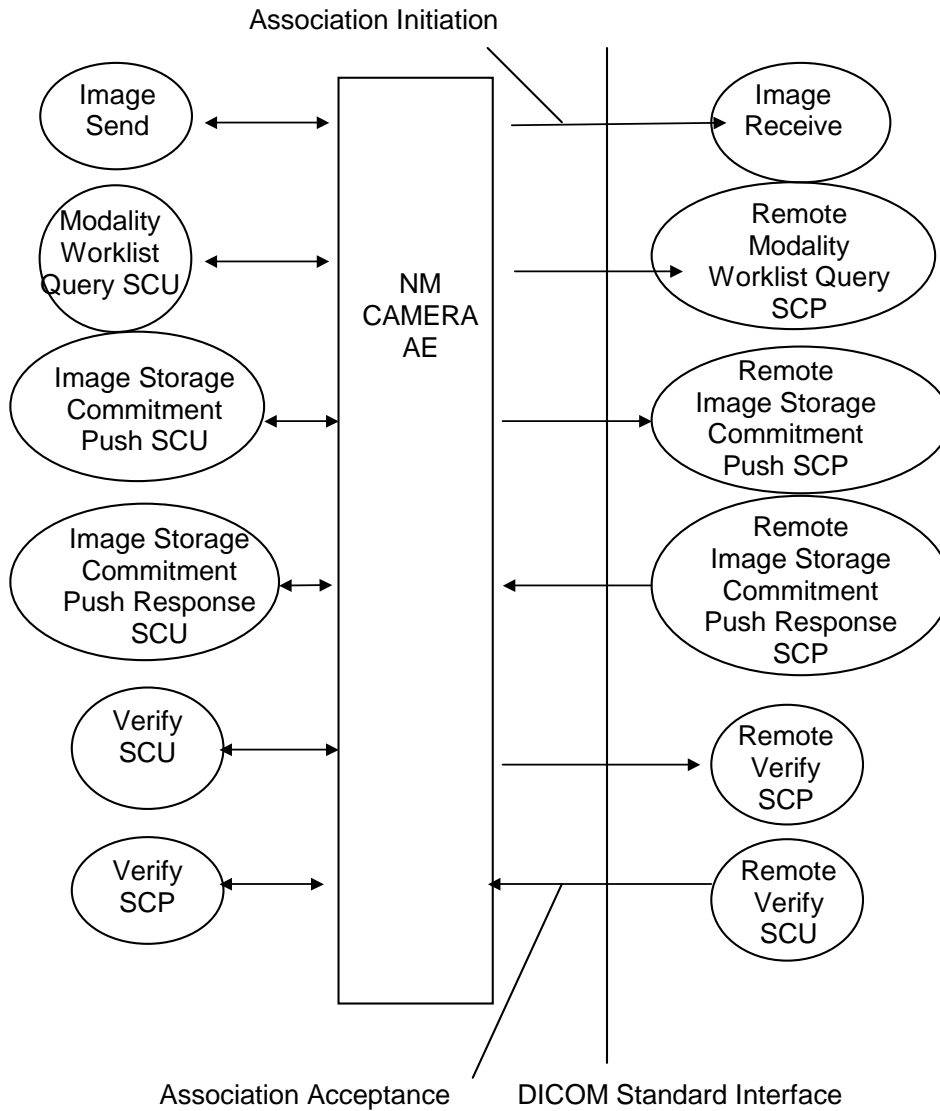 Association Initiation
Image
Send
Image
Receive
Modality
Worklist
Query SCU
Remote
Modality
Worklist Query
SCP
NM
CAMERA
AE
Image Storage
Commitment
Push SCU
Remote
Image Storage
Commitment
Push SCP
Image Storage
Commitment
Push Response
SCU
Remote
Image Storage
Commitment
Push Response
SCP
Verify
SCU
Remote
Verify
SCP
Verify
SCP
Remote
Verify
SCU
Association Acceptance
DICOM Standard Interface